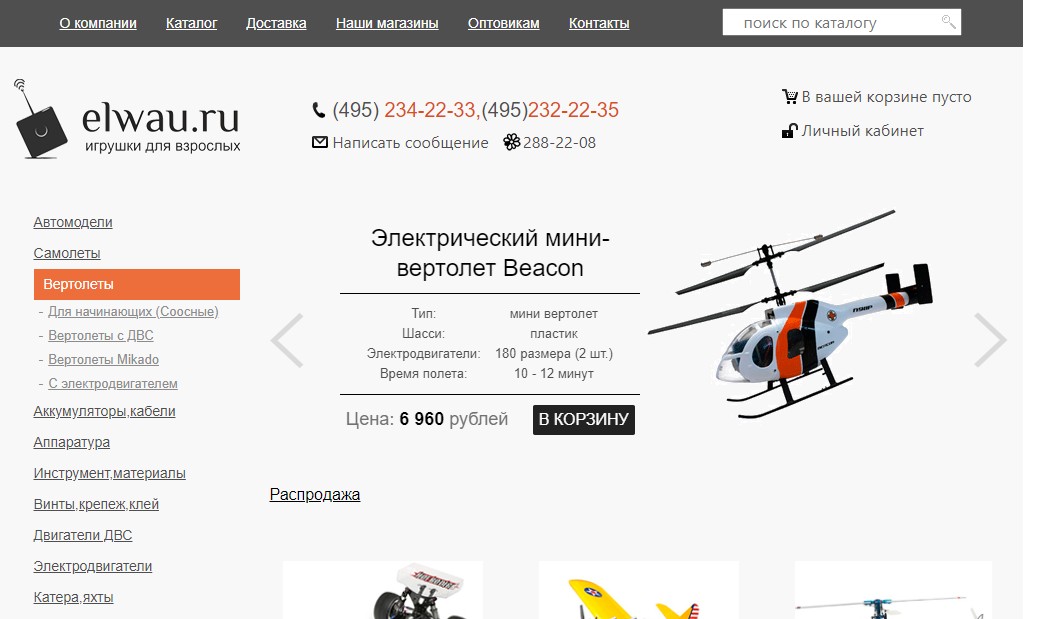 О компании Каталог Доставка Наши магазины Оптовикам Контакты поиск по каталогу
elwau.ru
игрушки для взрослых
(495) 234-22-33,(495)232-22-35
Написать сообщение 288-22-08
В вашей корзине пусто
Личный кабинет
Автомодели
Самолеты
Вертолеты
- Для начинающих (Соосные)
- Вертолеты с ДВС
- Вертолеты Mikado
- С электродвигателем
Аккумуляторы,кабели
Аппаратура
Инструмент,материалы
Винты,крепеж,клей
Двигатели ДВС
Электродвигатели
Катера,яхты
Электрический мини-
вертолет Beacon
Тип: мини вертолет
Шасси: пластик
Электродвигатели: 180 размера (2 шт.)
Время полета: 10 - 12 минут
Цена: 6 960 рублей В КОРЗИНУ
Распродажа